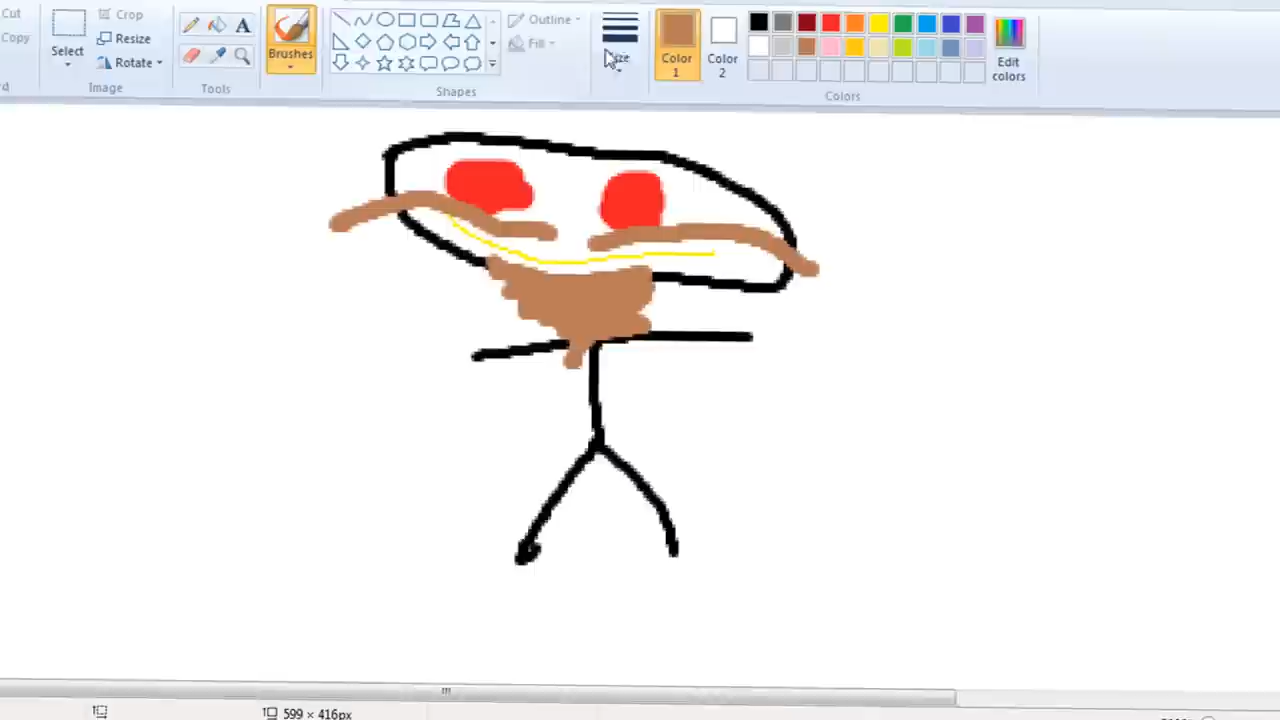 Cut
Copy
Select
Crop
Resize
Rotate
Image
A
Tools
Brushes
Outline
Fill
Shapes
Color
1
Color
2
Edit
colors
Colors
599 × 416px